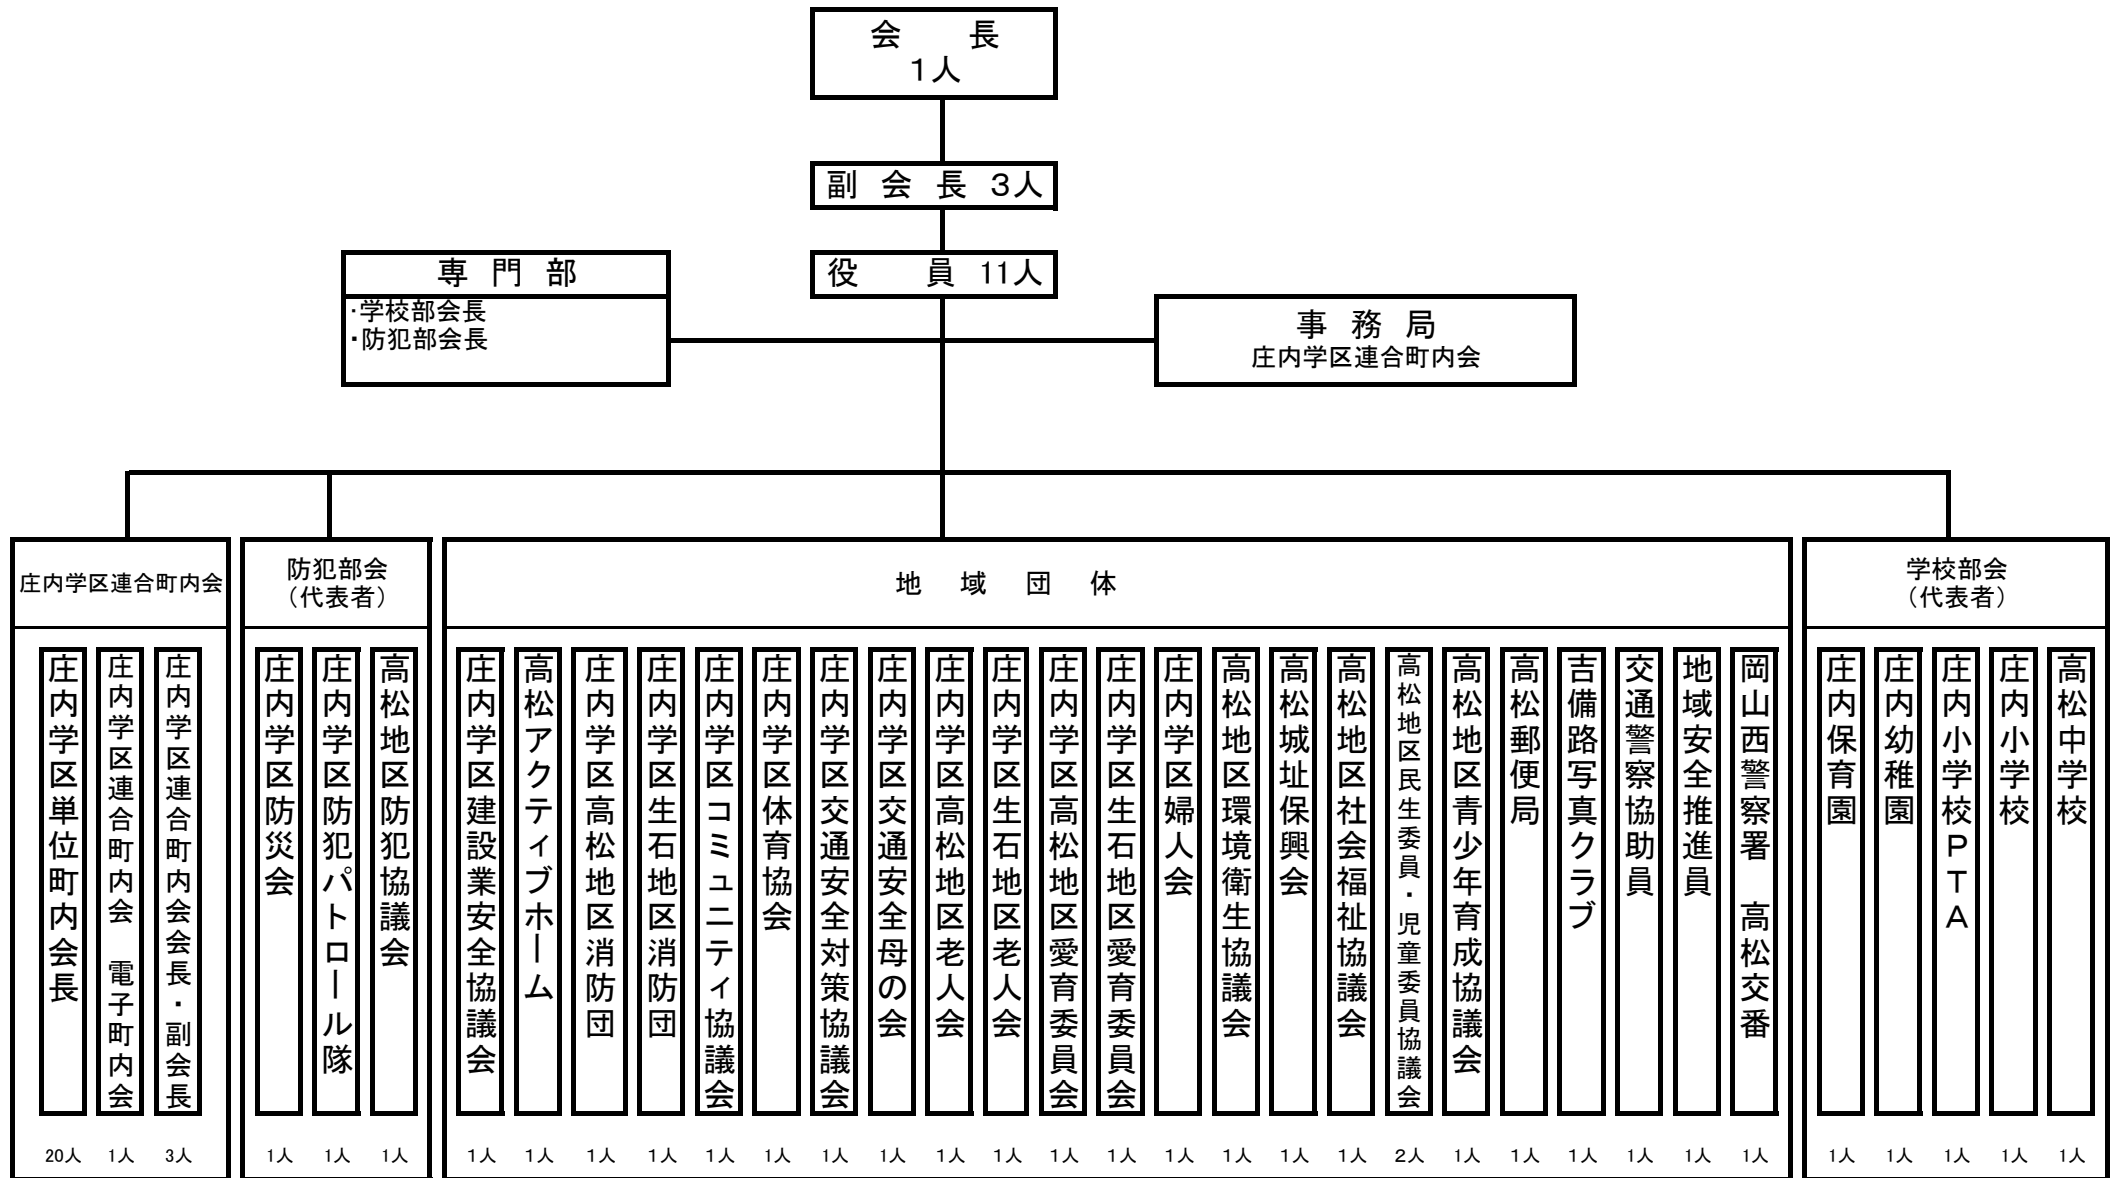 会　長
１人
副　会　長　３人
役　員　11人
専　門　部
・学校部会長
・防犯部会長
事　務　局
庄内学区連合町内会
庄内学区連合町内会
防犯部会
（代表者）
地　域　団　体
学校部会
（代表者）
庄内学区単位町内会長
庄内学区連合町内会　電子町内会
庄内学区連合町内会会長・副会長
庄内学区防災会
庄内学区防犯パトロール隊
高松地区防犯協議会
庄内学区建設業安全協議会
高松アクティブホーム
庄内学区高松地区消防団
庄内学区生石地区消防団
庄内学区コミュニティ協議会
庄内学区体育協会
庄内学区交通安全対策協議会
庄内学区交通安全母の会
庄内学区高松地区老人会
庄内学区生石地区老人会
庄内学区高松地区愛育委員会
庄内学区生石地区愛育委員会
庄内学区婦人会
高松地区環境衛生協議会
高松城址保興会
高松地区社会福祉協議会
高松地区民生委員・児童委員協議会
高松地区青少年育成協議会
高松郵便局
吉備路写真クラブ
交通警察協助員
地域安全推進員
岡山西警察署　高松交番
庄内保育園
庄内幼稚園
庄内小学校ＰＴＡ
庄内小学校
高松中学校
20人 1人 3人 1人 1人 1人 1人 1人 1人 1人 1人 1人 1人 1人 1人 1人 1人 1人 1人 1人 1人 1人 2人 1人 1人 1人 1人 1人 1人 1人 1人 1人 1人 1人